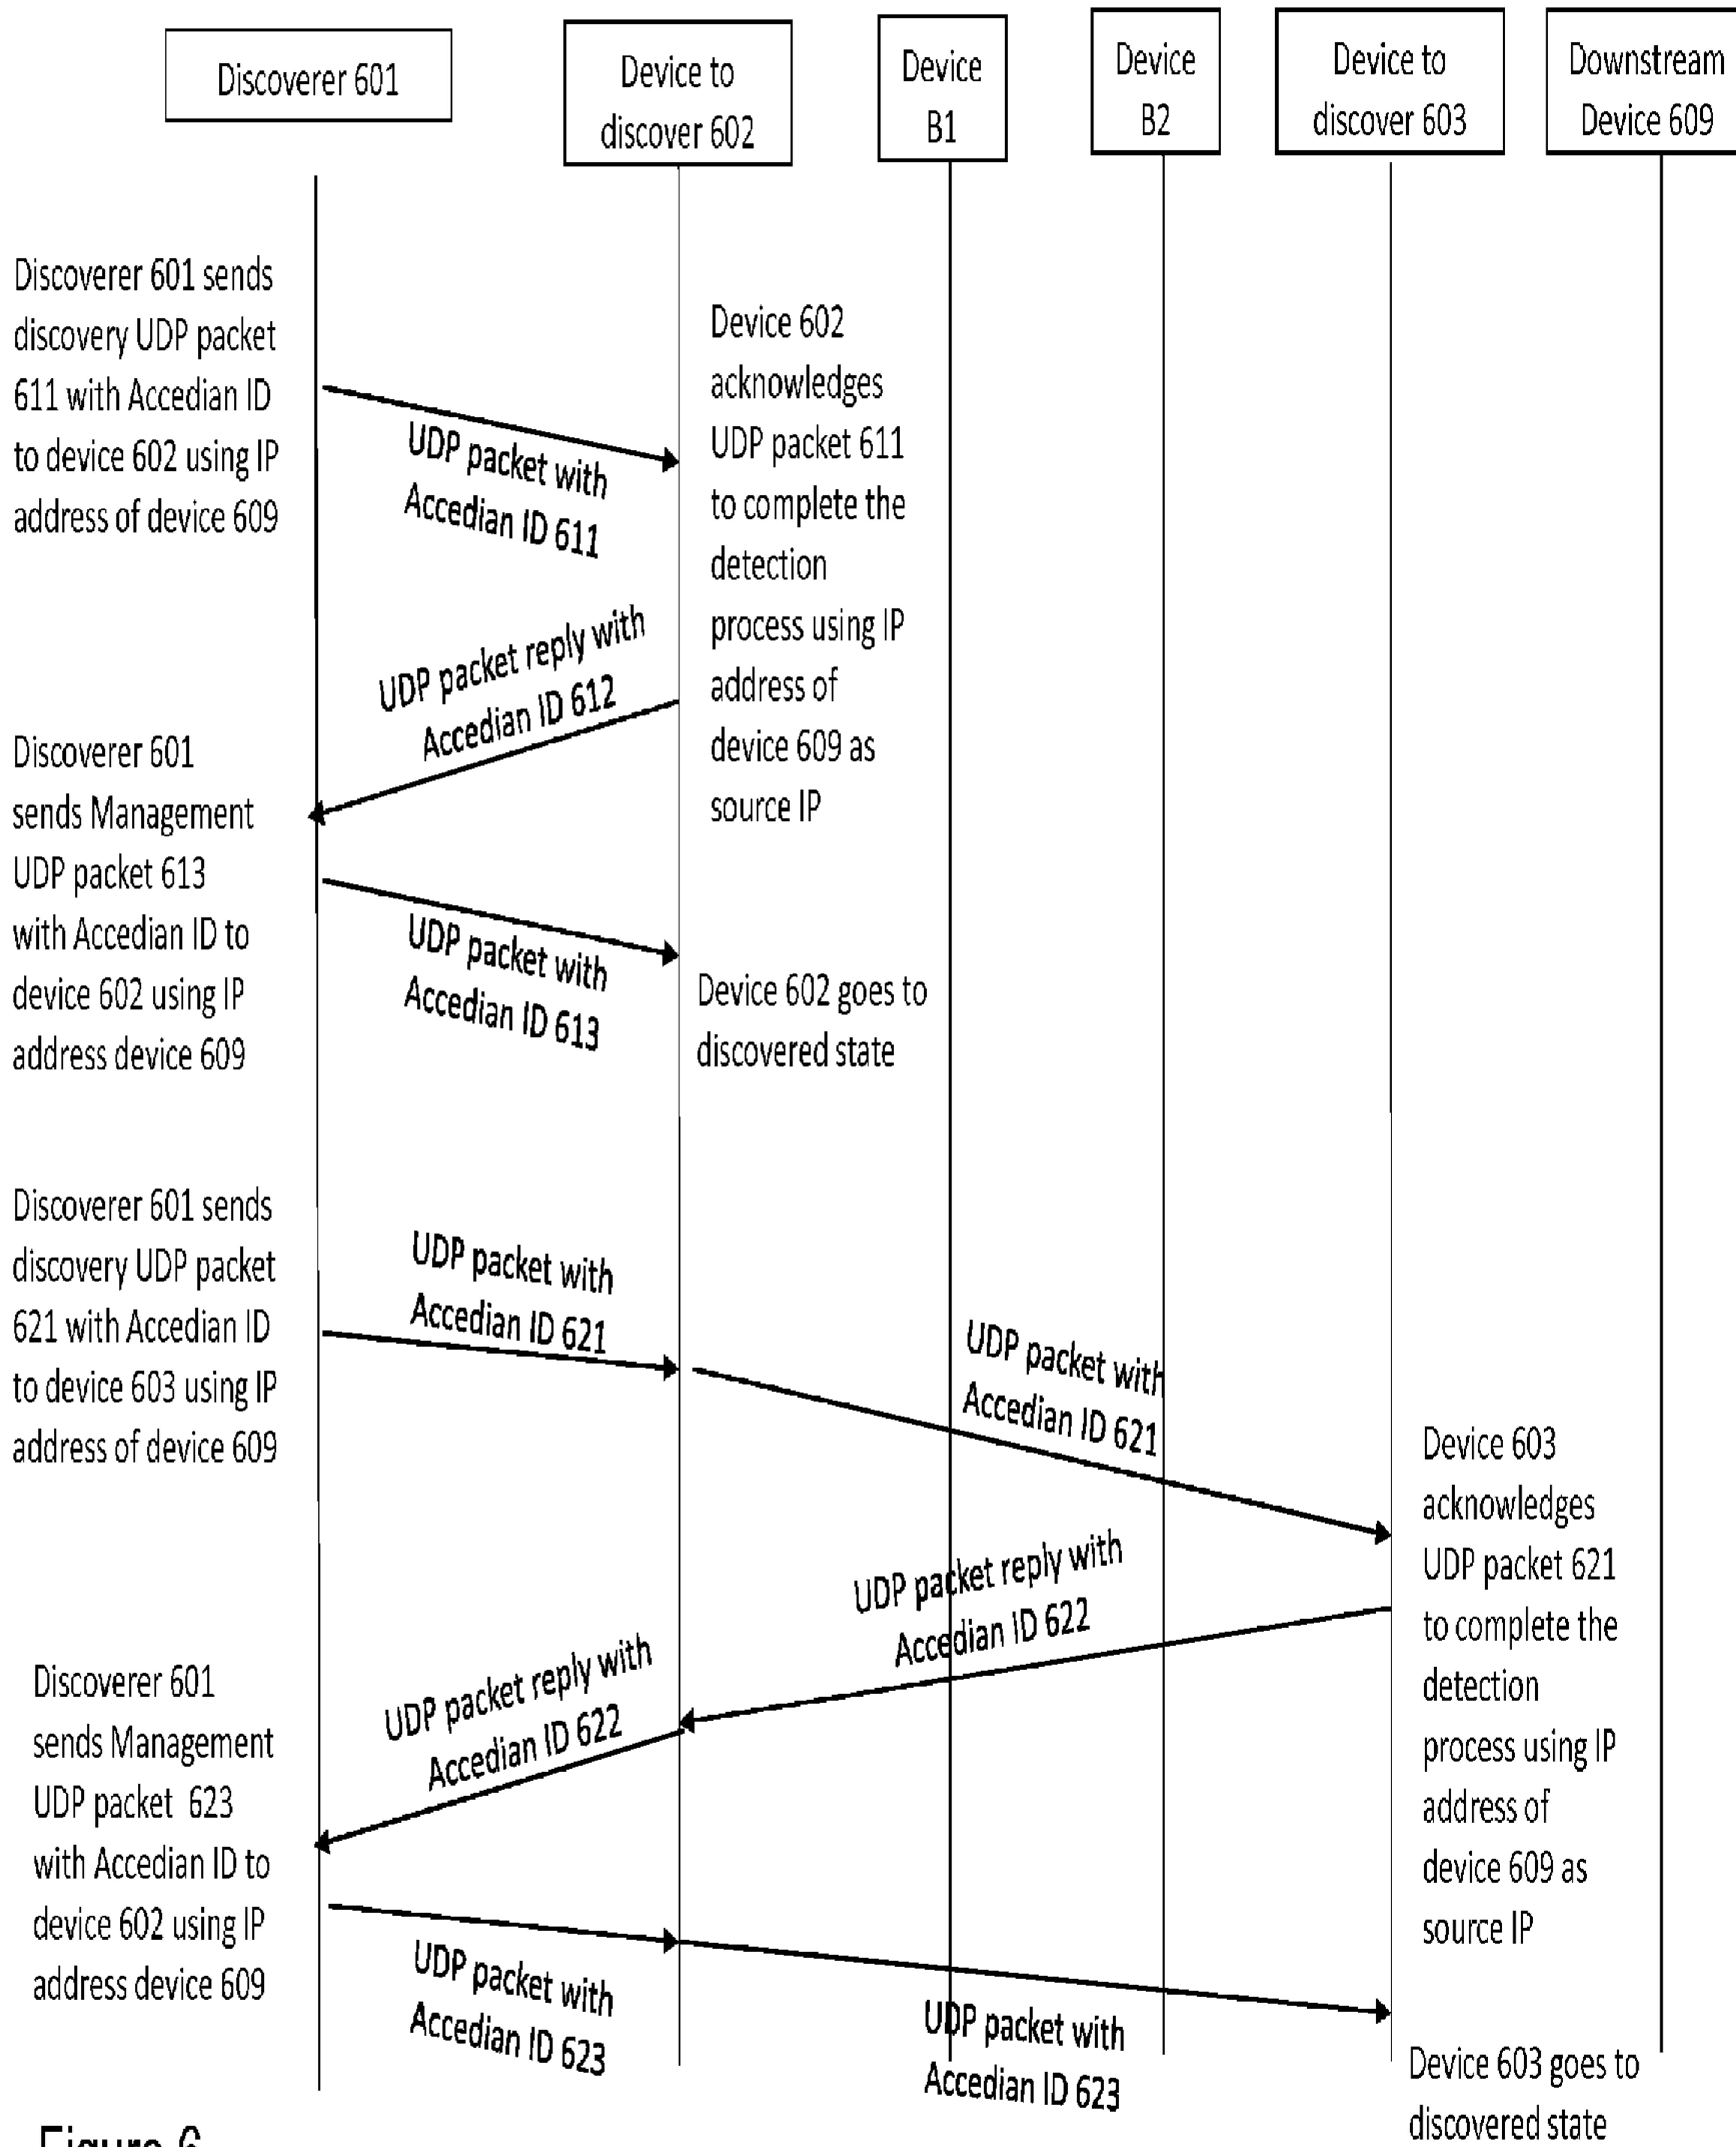 Discoverer 601
Device to
discover 602
Device
B1
Device
B2
Device to
discover 603
Downstream
Device 609
Discoverer 601 sends
discovery UDP packet
611 with Accedian ID
to device 602 using IP
address of device 609
UDP packet with
Accedian ID 611
Device 602
acknowledges
UDP packet 611
to complete the
detection
process using IP
address of
device 609 as
source IP
UDP packet reply with
Accedian ID 612
Discoverer 601
sends Management
UDP packet 613
with Accedian ID to
device 602 using IP
address device 609
UDP packet with
Accedian ID 613
Device 602 goes to
discovered state
Discoverer 601 sends
discovery UDP packet
621 with Accedian ID
to device 603 using IP
address of device 609
UDP packet with
Accedian ID 621
UDP packet with
Accedian ID 621
Device 603
acknowledges
UDP packet 621
to complete the
detection
process using IP
address of
device 609 as
source IP
UDP packet reply with
Accedian ID 622
UDP packet reply with
Accedian ID 622
Discoverer 601
sends Management
UDP packet 623
with Accedian ID to
device 602 using IP
address device 609
UDP packet with
Accedian ID 623
UDP packet with
Accedian ID 623
Device 603 goes to
discovered state
Figure 6